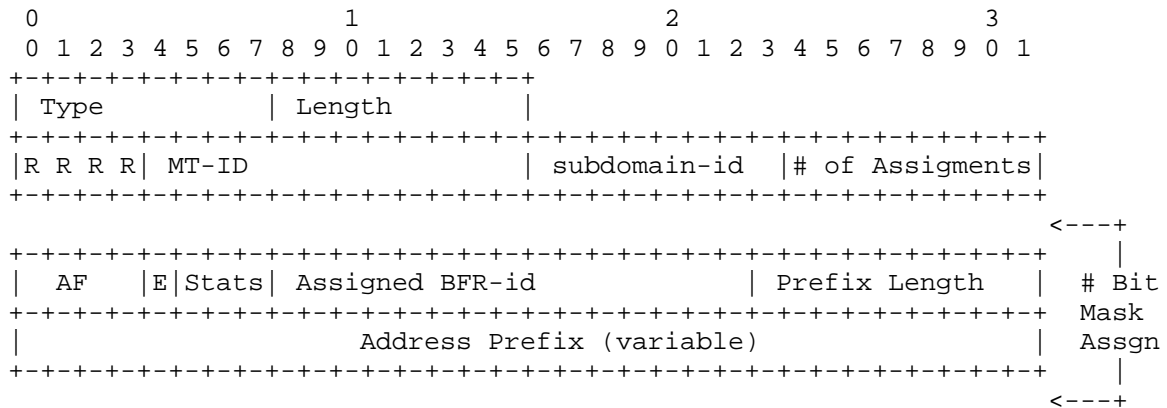 0                   1                   2                   3
 0 1 2 3 4 5 6 7 8 9 0 1 2 3 4 5 6 7 8 9 0 1 2 3 4 5 6 7 8 9 0 1
+-+-+-+-+-+-+-+-+-+-+-+-+-+-+-+-+
| Type          | Length        |
+-+-+-+-+-+-+-+-+-+-+-+-+-+-+-+-+-+-+-+-+-+-+-+-+-+-+-+-+-+-+-+-+
|R R R R| MT-ID                 | subdomain-id  |# of Assigments|
+-+-+-+-+-+-+-+-+-+-+-+-+-+-+-+-+-+-+-+-+-+-+-+-+-+-+-+-+-+-+-+-+
                                                                 <---+
+-+-+-+-+-+-+-+-+-+-+-+-+-+-+-+-+-+-+-+-+-+-+-+-+-+-+-+-+-+-+-+-+    |
|  AF   |E|Stats| Assigned BFR-id             | Prefix Length   |  # Bit
+-+-+-+-+-+-+-+-+-+-+-+-+-+-+-+-+-+-+-+-+-+-+-+-+-+-+-+-+-+-+-+-+  Mask
|                     Address Prefix (variable)                 |  Assgn
+-+-+-+-+-+-+-+-+-+-+-+-+-+-+-+-+-+-+-+-+-+-+-+-+-+-+-+-+-+-+-+-+    |
                                                                 <---+